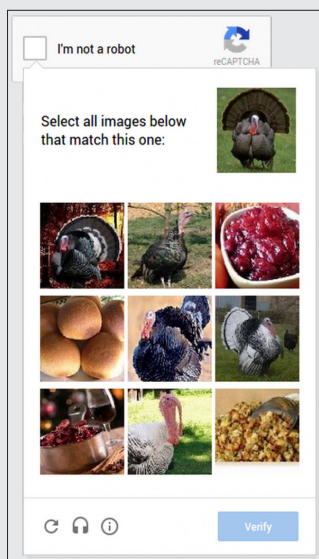 I'm not a robot
reCAPTCHA
Select all images below
that match this one:
Verify